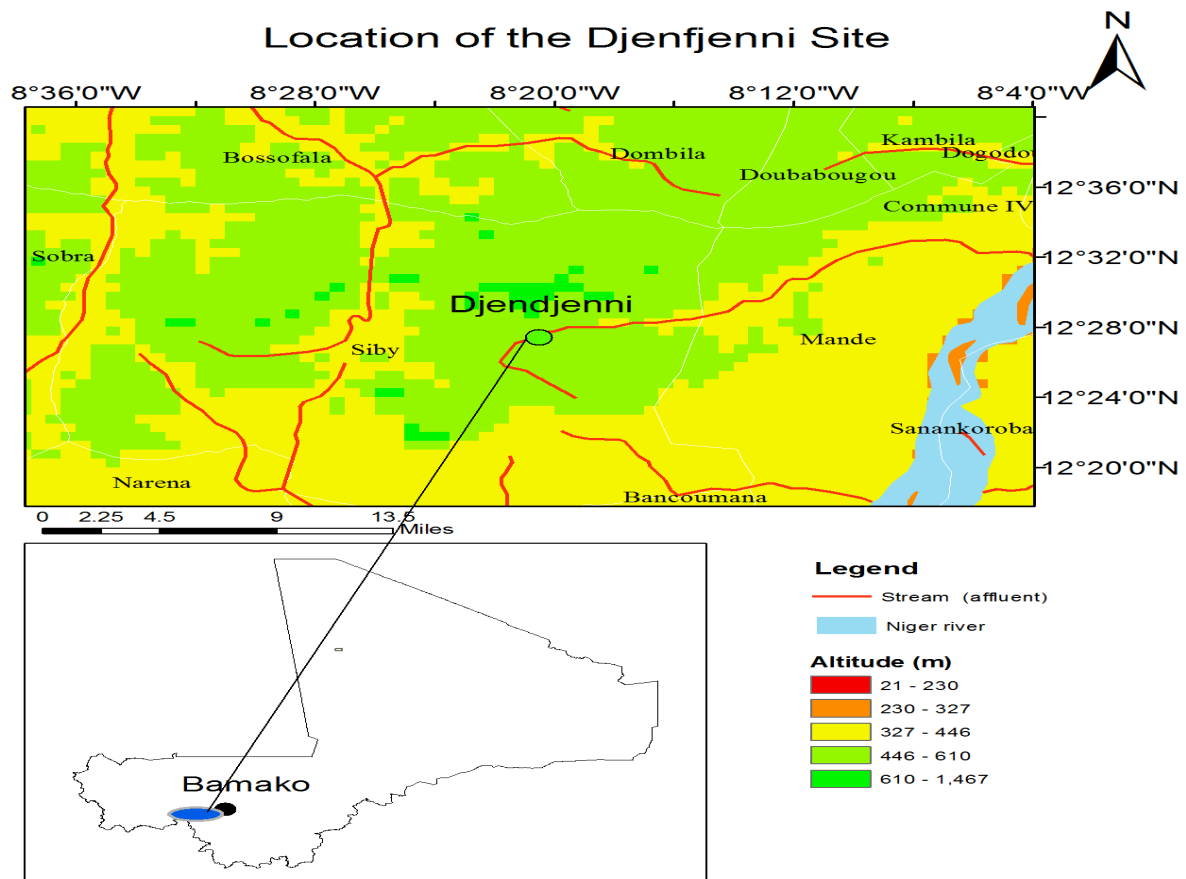 Location of the Djenfjenni Site
N
8°36'0"W 8°28'0"W 8°20'0"W 8°12'0"W 8°4'0"W
Bossofala
Dombila
Kambila
Dogodou
Doubabougou
12°36'0"N
Commune IV
Sobra
12°32'0"N
Djendjenni
12°28'0"N
Siby
Mande
12°24'0"N
Sanankoroba
12°20'0"N
Narena
Bancoumana
0 2.25 4.5 9 13.5
Miles
Legend
Stream (affluent)
Niger river
Altitude (m)
21 - 230
230 - 327
327 - 446
446 - 610
610 - 1,467
Bamako